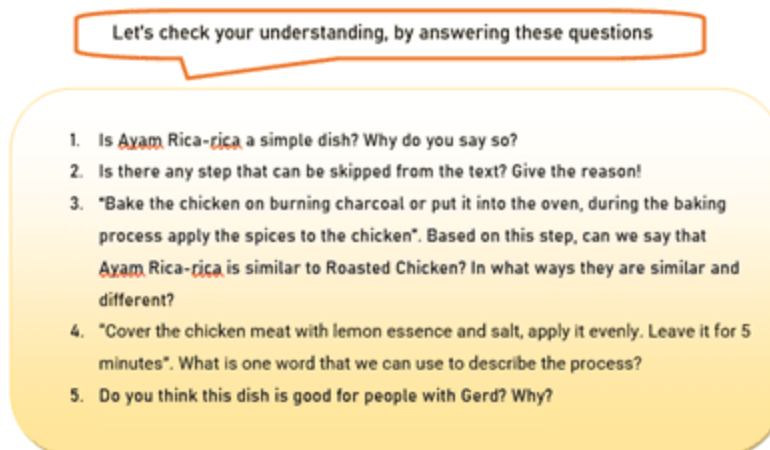 Let's check your understanding, by answering these questions
1. Is Ayam Rica-rica a simple dish? Why do you say so?
2. Is there any step that can be skipped from the text? Give the reason!
3. "Bake the chicken on burning charcoal or put it into the oven, during the baking
process apply the spices to the chicken". Based on this step, can we say that
Ayam Rica-rica is similar to Roasted Chicken? In what ways they are similar and
different?
4. "Cover the chicken meat with lemon essence and salt, apply it evenly. Leave it for 5
minutes". What is one word that we can use to describe the process?
5. Do you think this dish is good for people with Gerd? Why?